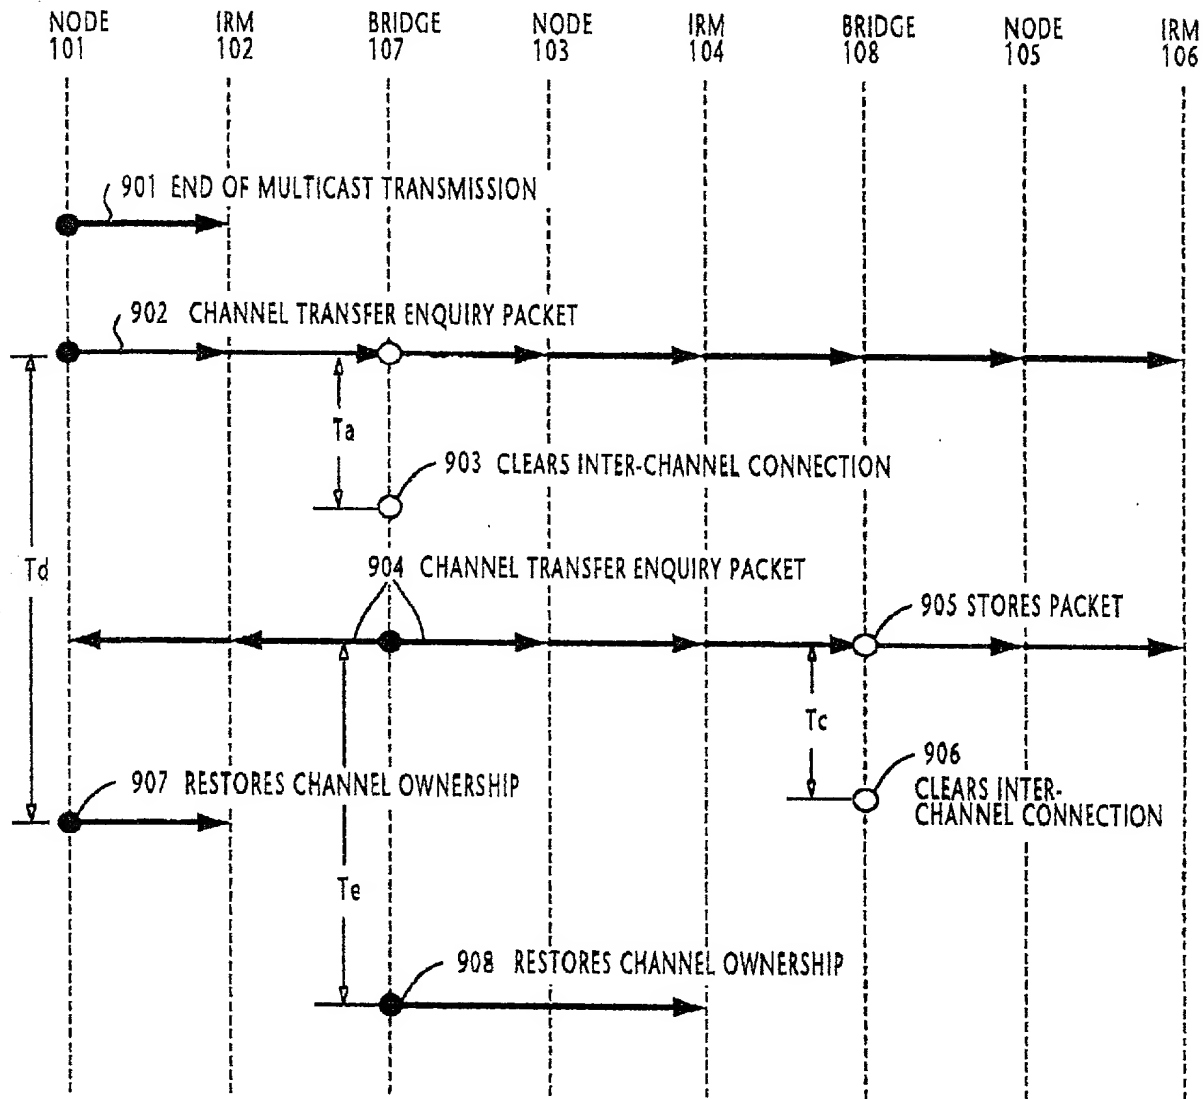 NODE 101
IRM 102
BRIDGE 107
NODE 103
IRM 104
BRIDGE 108
NODE 105
IRM 106
901 END OF MULTICAST TRANSMISSION
902 CHANNEL TRANSFER ENQUIRY PACKET
Ta
903 CLEARS INTER-CHANNEL CONNECTION
Td
904 CHANNEL TRANSFER ENQUIRY PACKET
905 STORES PACKET
Tc
906
CLEARS INTER-
CHANNEL CONNECTION
907 RESTORES CHANNEL OWNERSHIP
Te
908 RESTORES CHANNEL OWNERSHIP